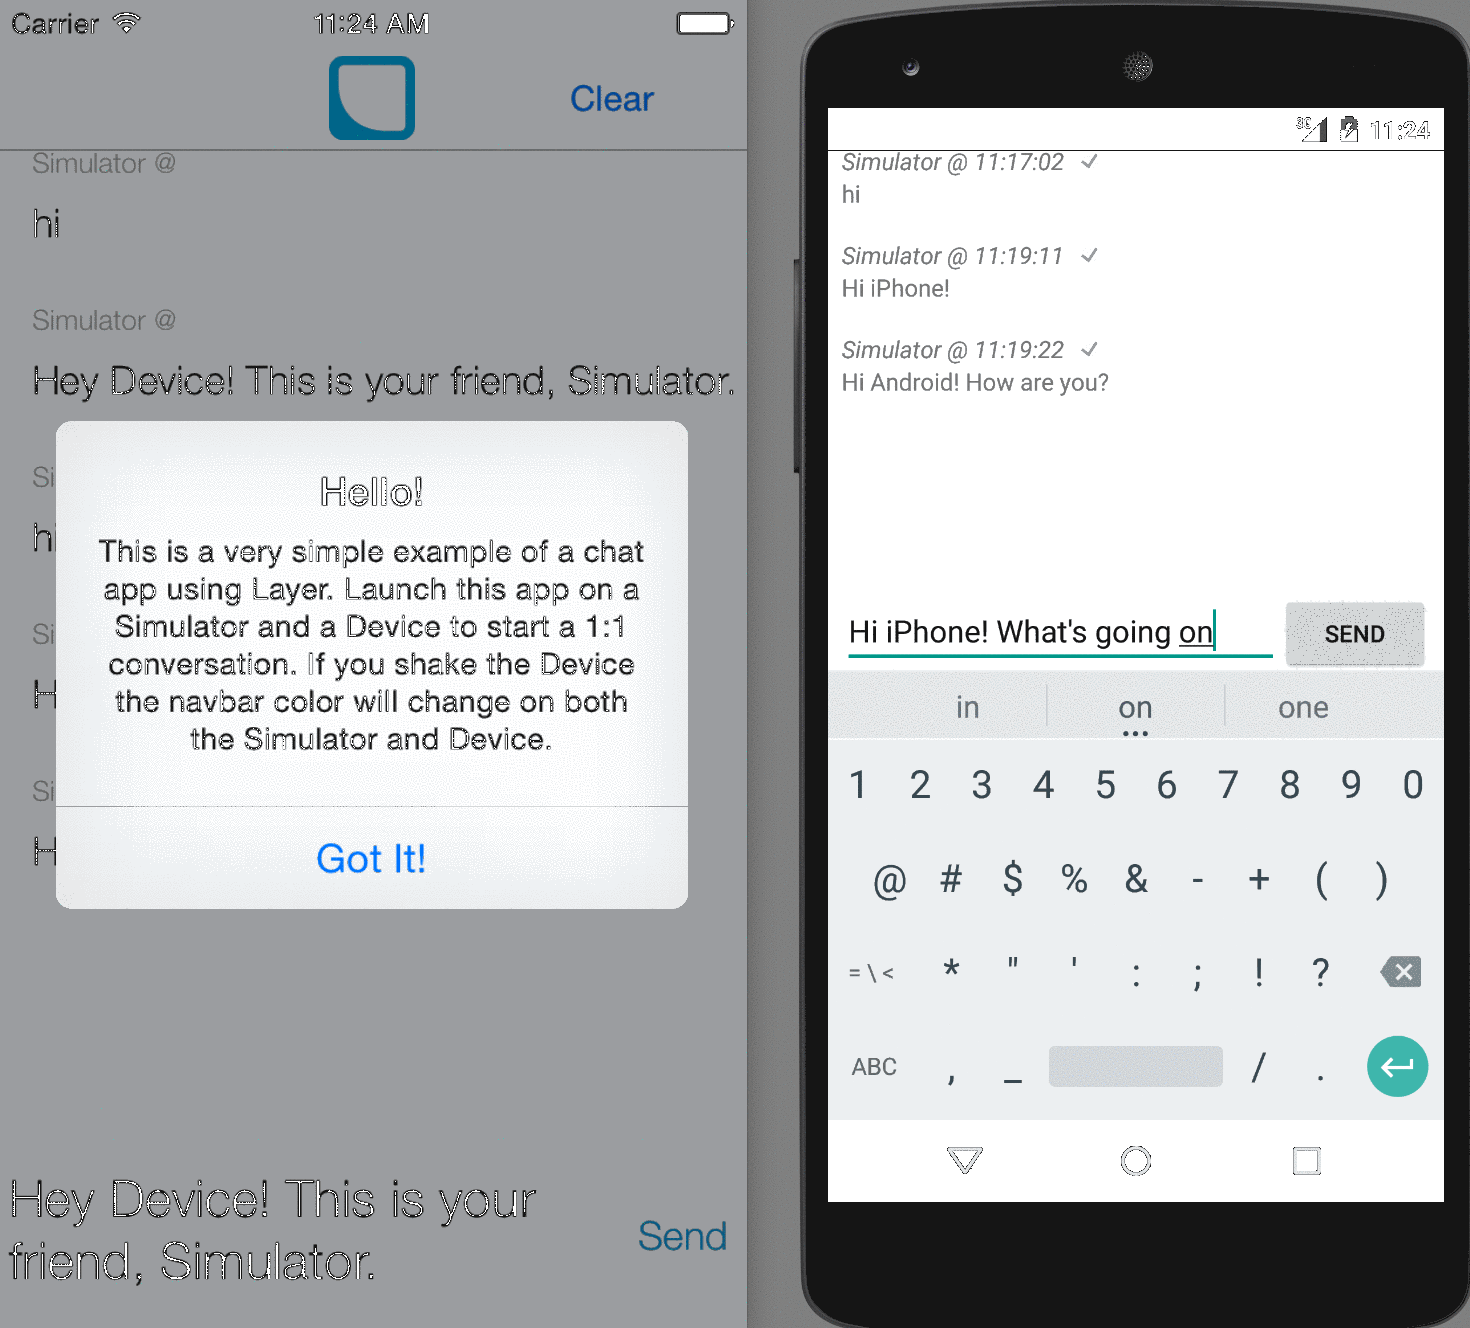 Carrier
11:24 AM
Clear
Simulator @
hi
Simulator @
Hey Device! This is your friend, Simulator.
Si
hi
Si
H
Si
H
Hello!
This is a very simple example of a chat
app using Layer. Launch this app on a
Simulator and a Device to start a 1:1
conversation. If you shake the Device
the navbar color will change on both
the Simulator and Device.
Got It!
Hey Device! This is your
friend, Simulator.
Send
3G 11:24
Simulator @ 11:17:02 ✓
hi
Simulator @ 11:19:11 ✓
Hi iPhone!
Simulator @ 11:19:22 ✓
Hi Android! How are you?
Hi iPhone! What's going on
SEND
in on one
1 2 3 4 5 6 7 8 9 0
@ # $ % & - + ( )
= \ < * " ' : ; ! ?
ABC , _ / .